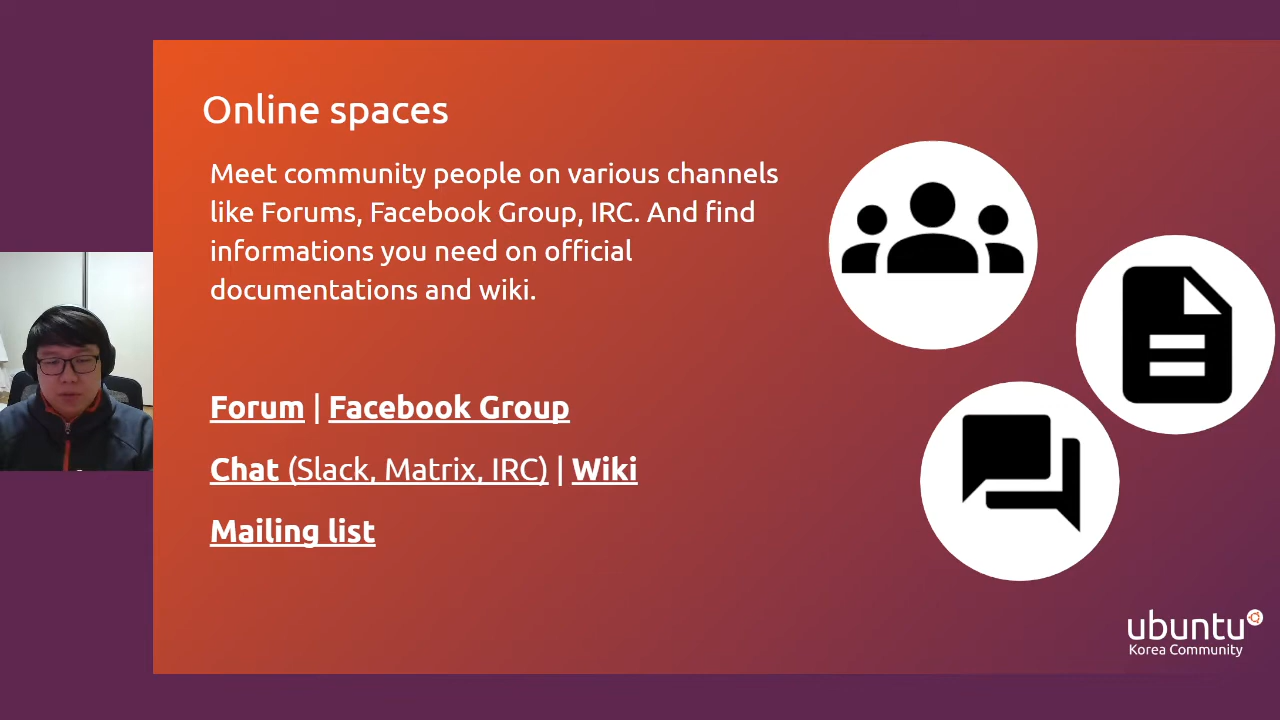 Online spaces
Meet community people on various channels
like Forums, Facebook Group, IRC. And find
informations you need on official
documentations and wiki.
Forum | Facebook Group
Chat (Slack, Matrix, IRC) | Wiki
Mailing list
ubuntu
Korea Community